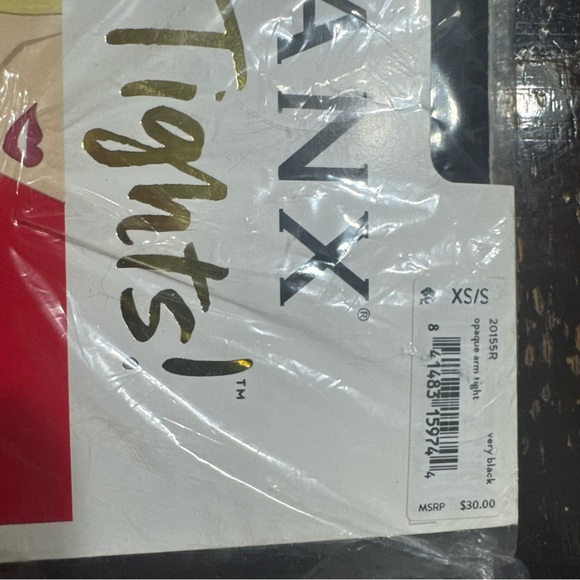 ANX®
Tights!™
XS/S
20155R
opaque arm tight
very black
8 41483 15974 4
MSRP $30.00